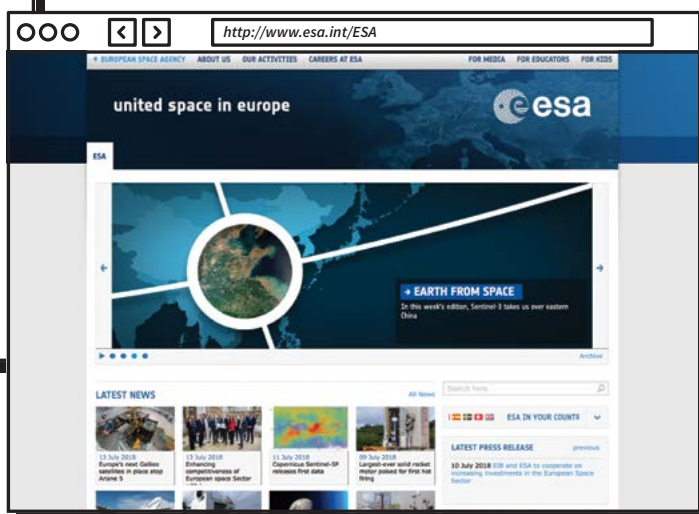 http://www.esa.int/ESA
→ EUROPEAN SPACE AGENCY ABOUT US OUR ACTIVITIES CAREERS AT ESA FOR MEDIA FOR EDUCATORS FOR KIDS
united space in europe
esa
ESA
→ EARTH FROM SPACE
In this week's edition, Sentinel-3 takes us over eastern
China
Archive
LATEST NEWS
All News
13 July 2018
Europe's next Galileo
satellites in place atop
Ariane 5
13 July 2018
Enhancing
competitiveness of
European space Sector
11 July 2018
Copernicus Sentinel-5P
releases first data
09 July 2018
Largest-ever solid rocket
motor poised for first hot
firing
Search here
ESA IN YOUR COUNTR
LATEST PRESS RELEASE previous
10 July 2018 EIB and ESA to cooperate on
increasing investments in the European Space
Sector